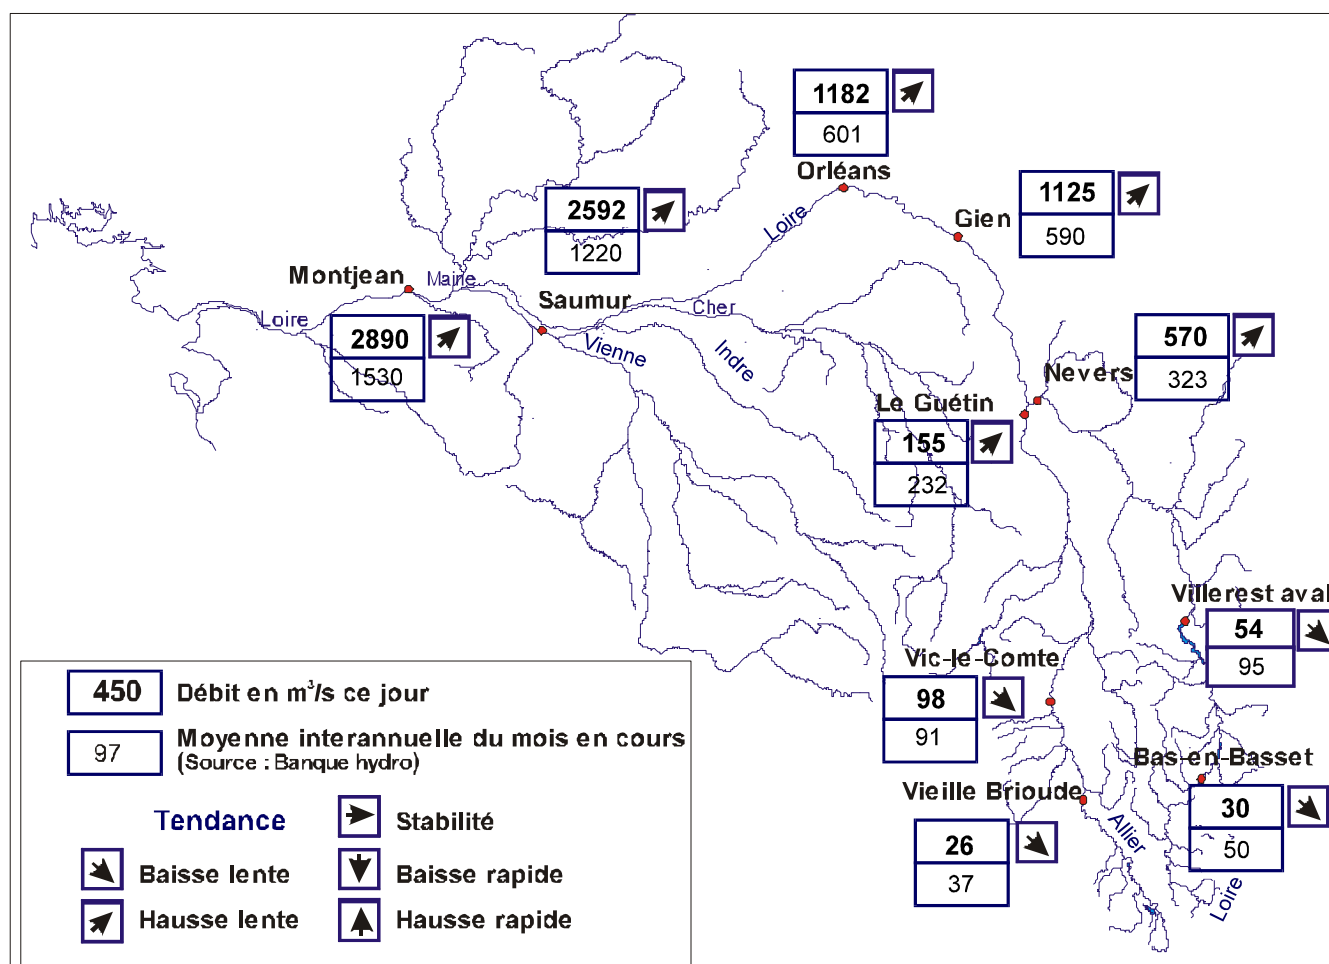 1182
601
Orléans
2592
1220
Loire
Gien
1125
590
Montjean
Maine
Saumur
Cher
Loire
2890
1530
Vienne
Indre
570
323
Nevers
Le Guétin
155
232
Villerest aval
54
95
Vic-le-Comte
98
91
Bas-en-Basset
30
50
Vieille Brioude
26
37
Allier
Loire
450 Débit en m³/s ce jour
97 Moyenne interannuelle du mois en cours
(Source : Banque hydro)
Tendance
Stabilité
Baisse lente
Baisse rapide
Hausse lente
Hausse rapide